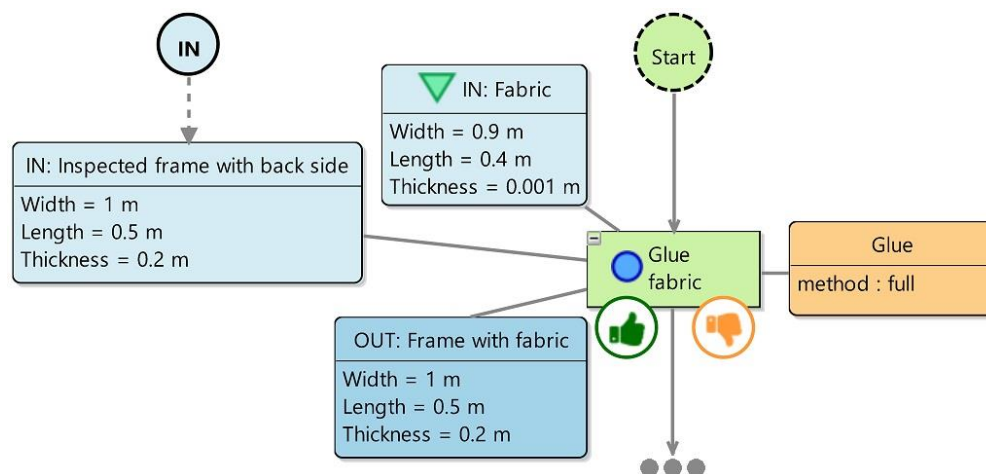 IN
Start
IN: Fabric
Width = 0.9 m
Length = 0.4 m
Thickness = 0.001 m
IN: Inspected frame with back side
Width = 1 m
Length = 0.5 m
Thickness = 0.2 m
Glue
fabric
Glue
method : full
OUT: Frame with fabric
Width = 1 m
Length = 0.5 m
Thickness = 0.2 m